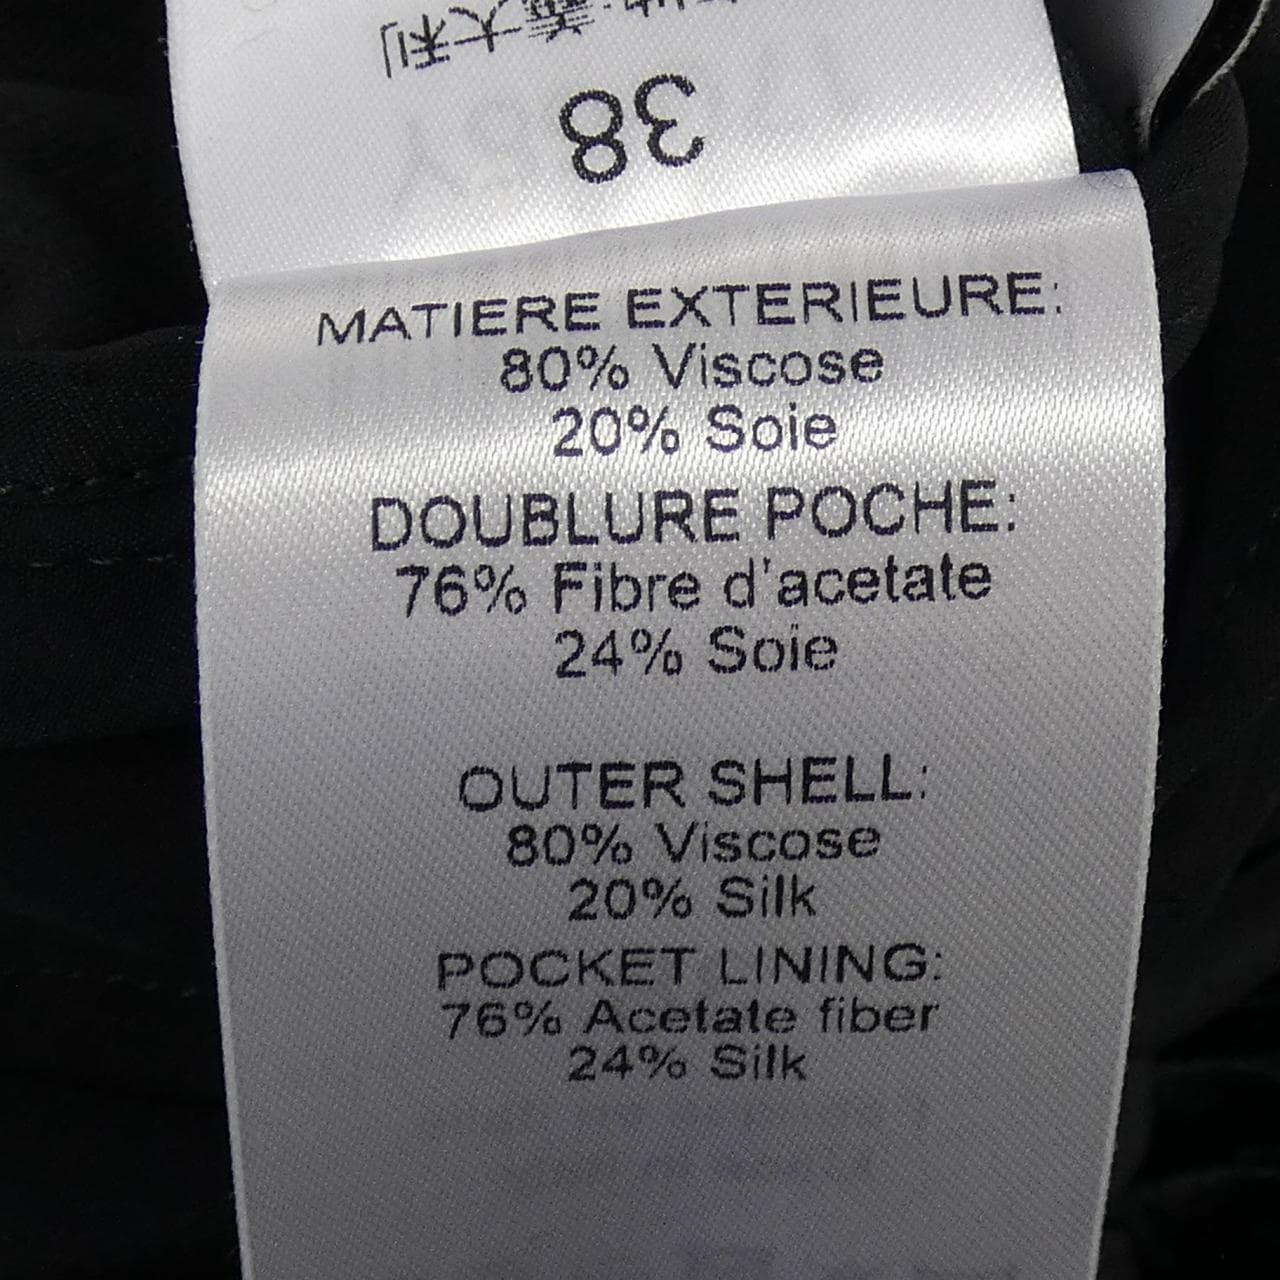 38
MATIERE EXTERIEURE:
80% Viscose
20% Soie
DOUBLURE POCHE:
76% Fibre d'acetate
24% Soie
OUTER SHELL:
80% Viscose
20% Silk
POCKET LINING:
76% Acetate fiber
24% Silk